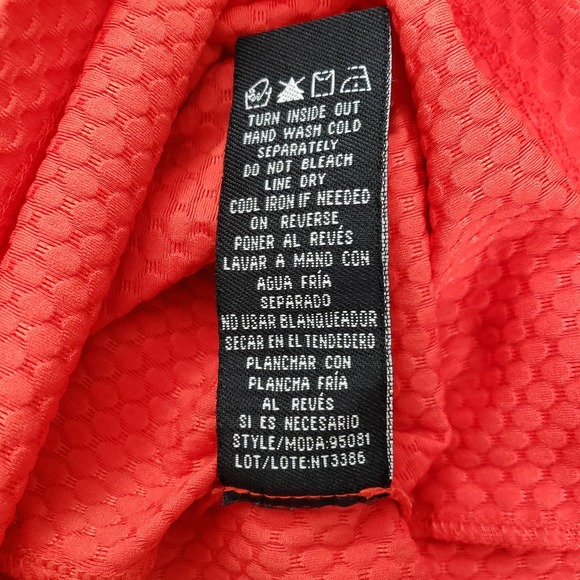 TURN INSIDE OUT
HAND WASH COLD
SEPARATELY
DO NOT BLEACH
LINE DRY
COOL IRON IF NEEDED
ON REVERSE,
PONER AL REVÉS
LAVAR A MANO CON
AGUA FRÍA
SEPARADO
NO USAR BLANQUEADOR
SECAR EN EL TENDEDERO
PLANCHAR CON
PLANCHA FRÍA
AL REVÉS
SI ES NECESARIO
STYLE/MODA:95081
LOT/LOTE:NT3386